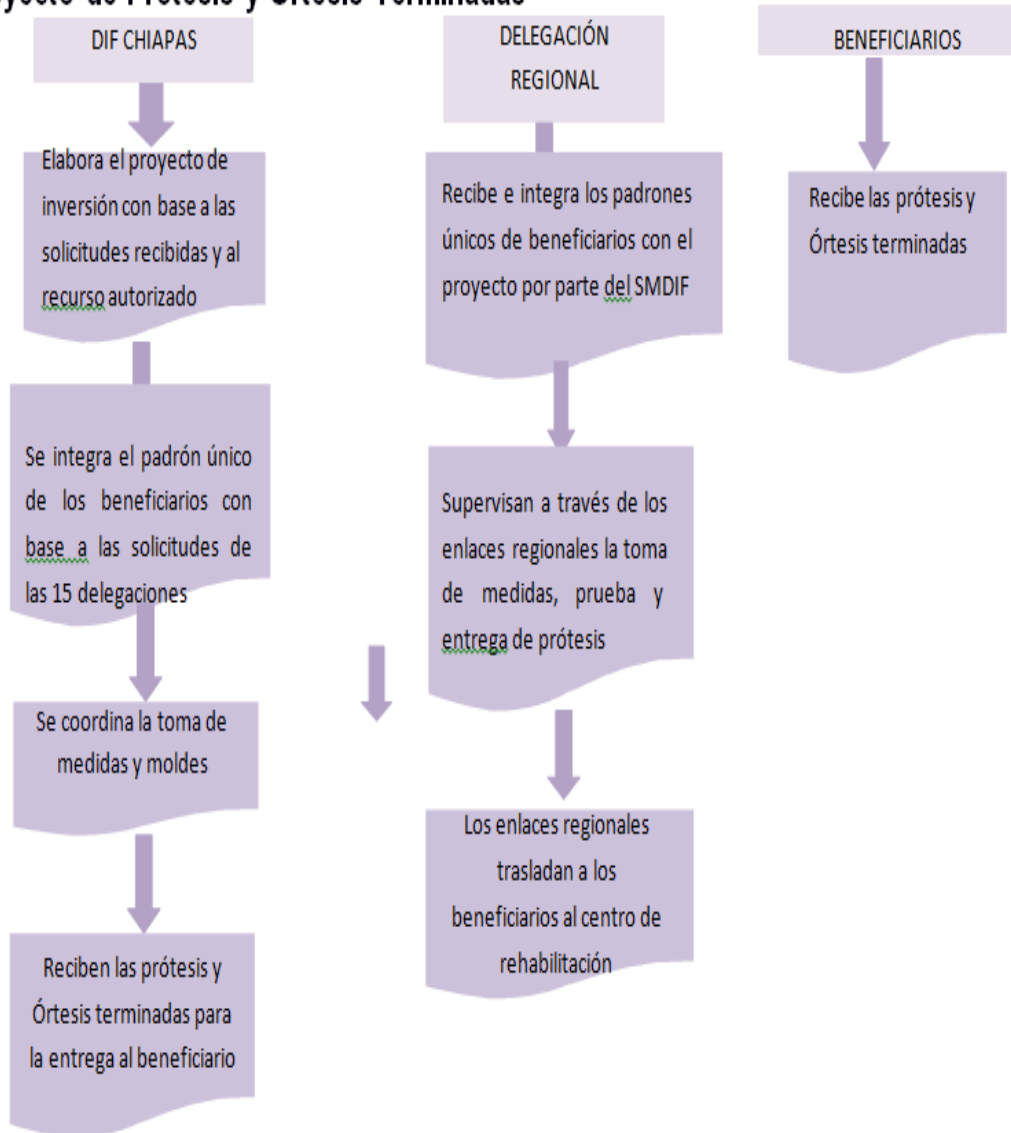 de Prótesis y Órtesis Terminadas
DIF CHIAPAS
Elabora el proyecto de
inversión con base a las
solicitudes recibidas y al
recurso autorizado
Se integra el padrón único
de los beneficiarios con
base a las solicitudes de
las 15 delegaciones
Se coordina la toma de
medidas y moldes
Reciben las prótesis y
Órtesis terminadas para
la entrega al beneficiario
DELEGACIÓN
REGIONAL
Recibe e integra los padrones
únicos de beneficiarios con el
proyecto por parte del SMDIF
Supervisan a través de los
enlaces regionales la toma
de medidas, prueba y
entrega de prótesis
Los enlaces regionales
trasladan a los
beneficiarios al centro de
rehabilitación
BENEFICIARIOS
Recibe las prótesis y
Órtesis terminadas